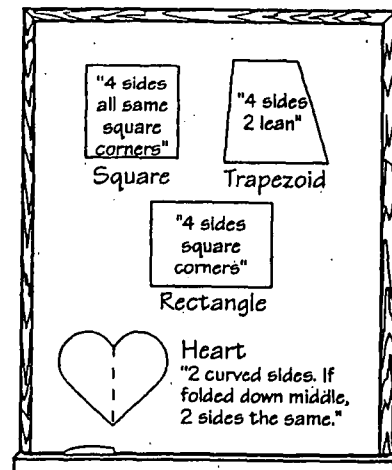 "4 sides
all same
square
corners"
Square
"4 sides
2 lean"
Trapezoid
"4 sides
square
corners"
Rectangle
Heart
"2 curved sides. If
folded down middle,
2 sides the same."